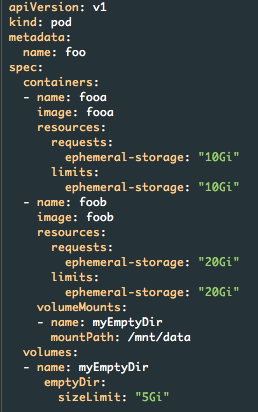 apiVersion: v1
kind: pod
metadata:
  name: foo
spec:
  containers:
  - name: fooa
    image: fooa
    resources:
      requests:
        ephemeral-storage: "10Gi"
      limits:
        ephemeral-storage: "10Gi"
  - name: foob
    image: foob
    resources:
      requests:
        ephemeral-storage: "20Gi"
      limits:
        ephemeral-storage: "20Gi"
    volumeMounts:
    - name: myEmptyDir
      mountPath: /mnt/data
  volumes:
  - name: myEmptyDir
     emptyDir:
       sizeLimit: "5Gi"